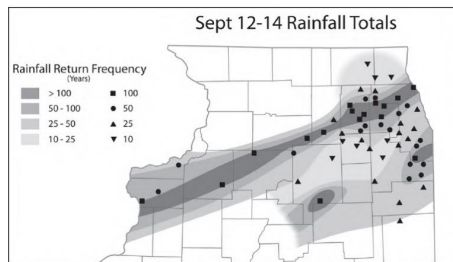 Sept 12-14 Rainfall Totals
Rainfall Return Frequency
(Years)
> 100 100
50 - 100 50
25 - 50 25
10 - 25 10